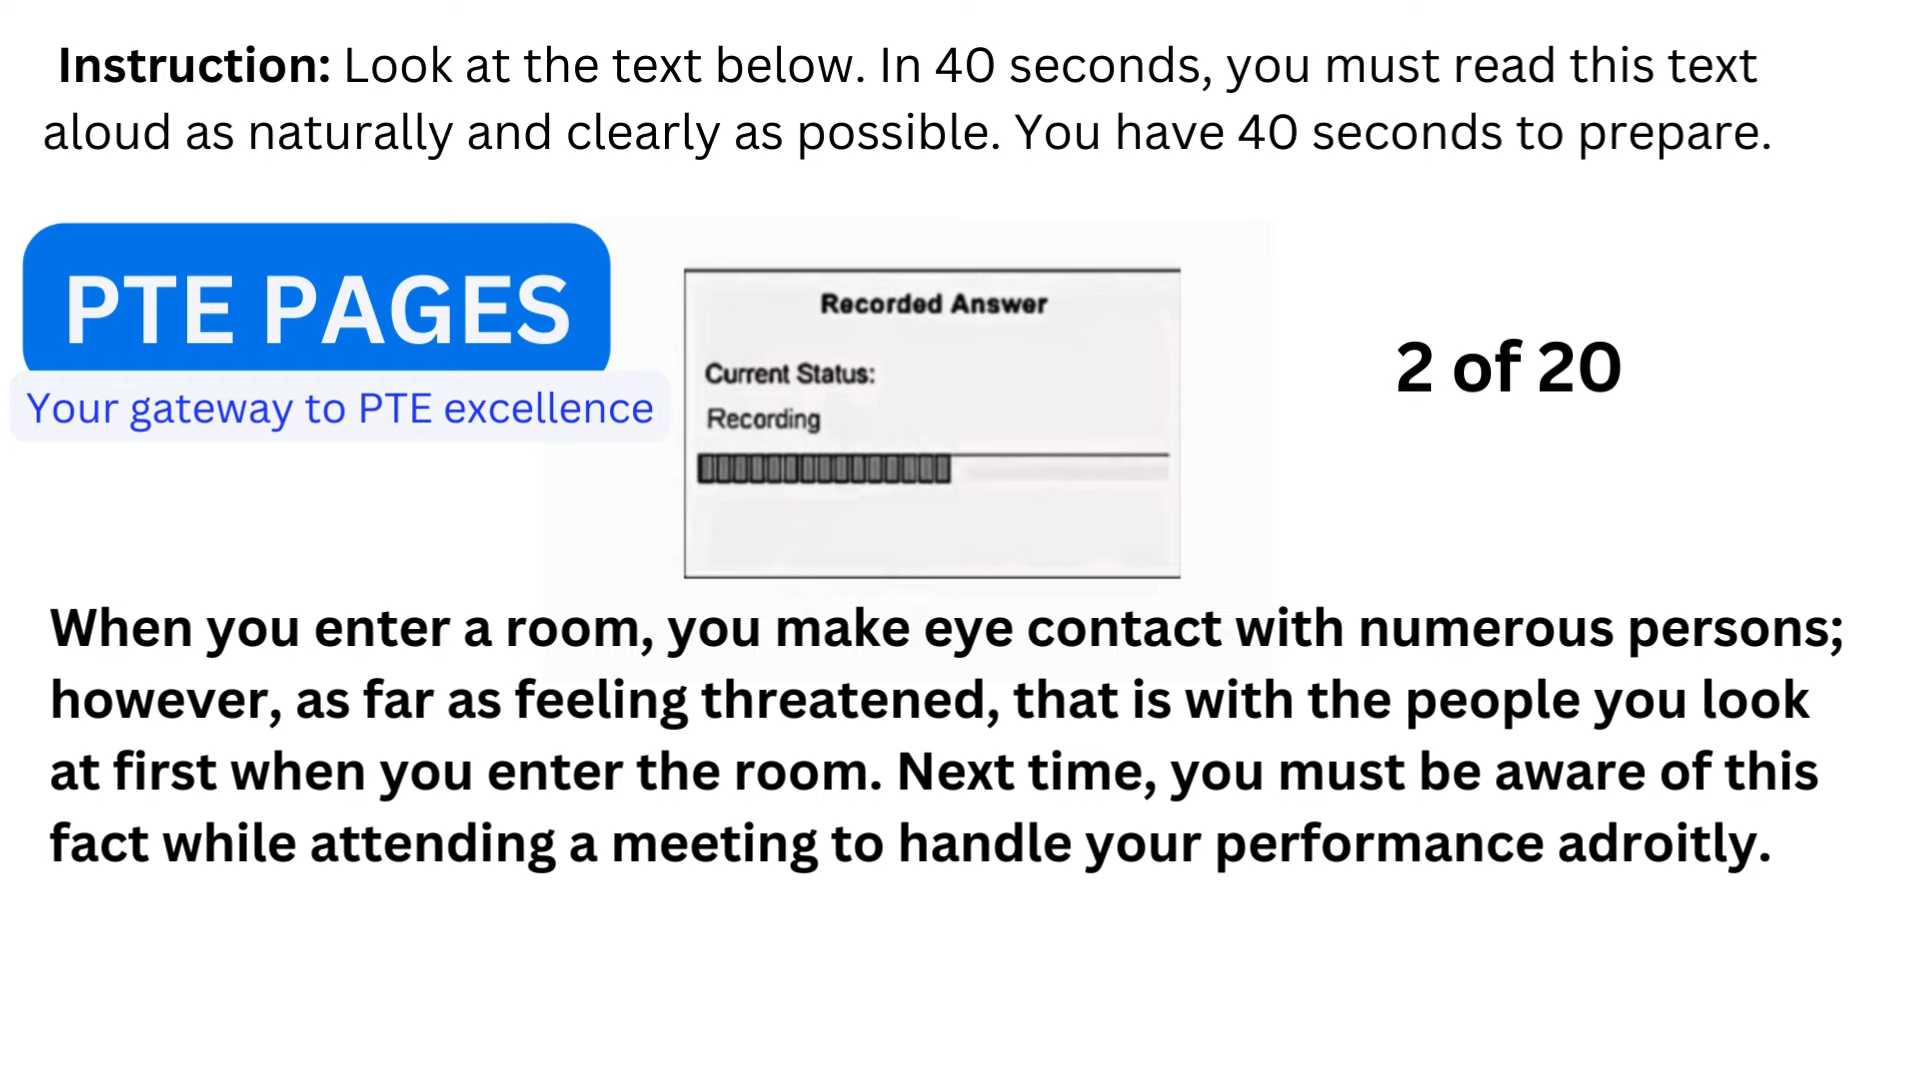 Instruction: Look at the text below. In 40 seconds, you must read this text
aloud as naturally and clearly as possible. You have 40 seconds to prepare.
PTE PAGES
Your gateway to PTE excellence
Recorded Answer
Current Status:
Recording
2 of 20
When you enter a room, you make eye contact with numerous persons;
however, as far as feeling threatened, that is with the people you look
at first when you enter the room. Next time, you must be aware of this
fact while attending a meeting to handle your performance adroitly.